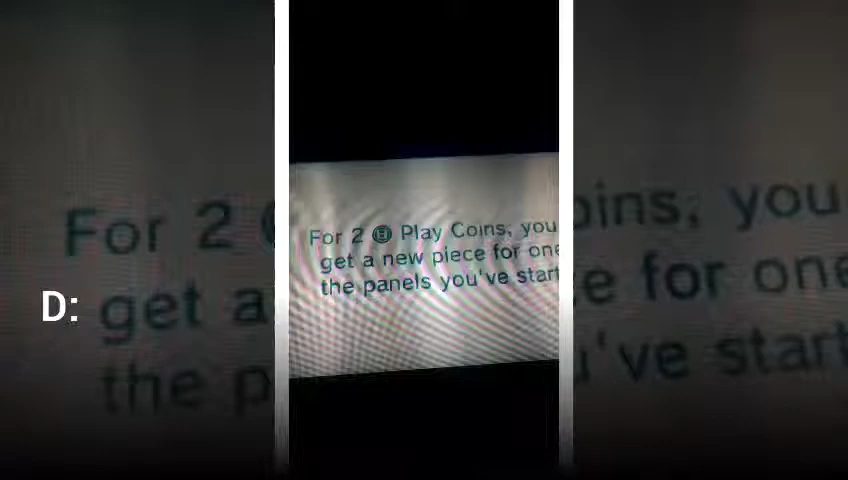 For 2 Play Coins, you
get a new piece for one
the panels you've start
D: